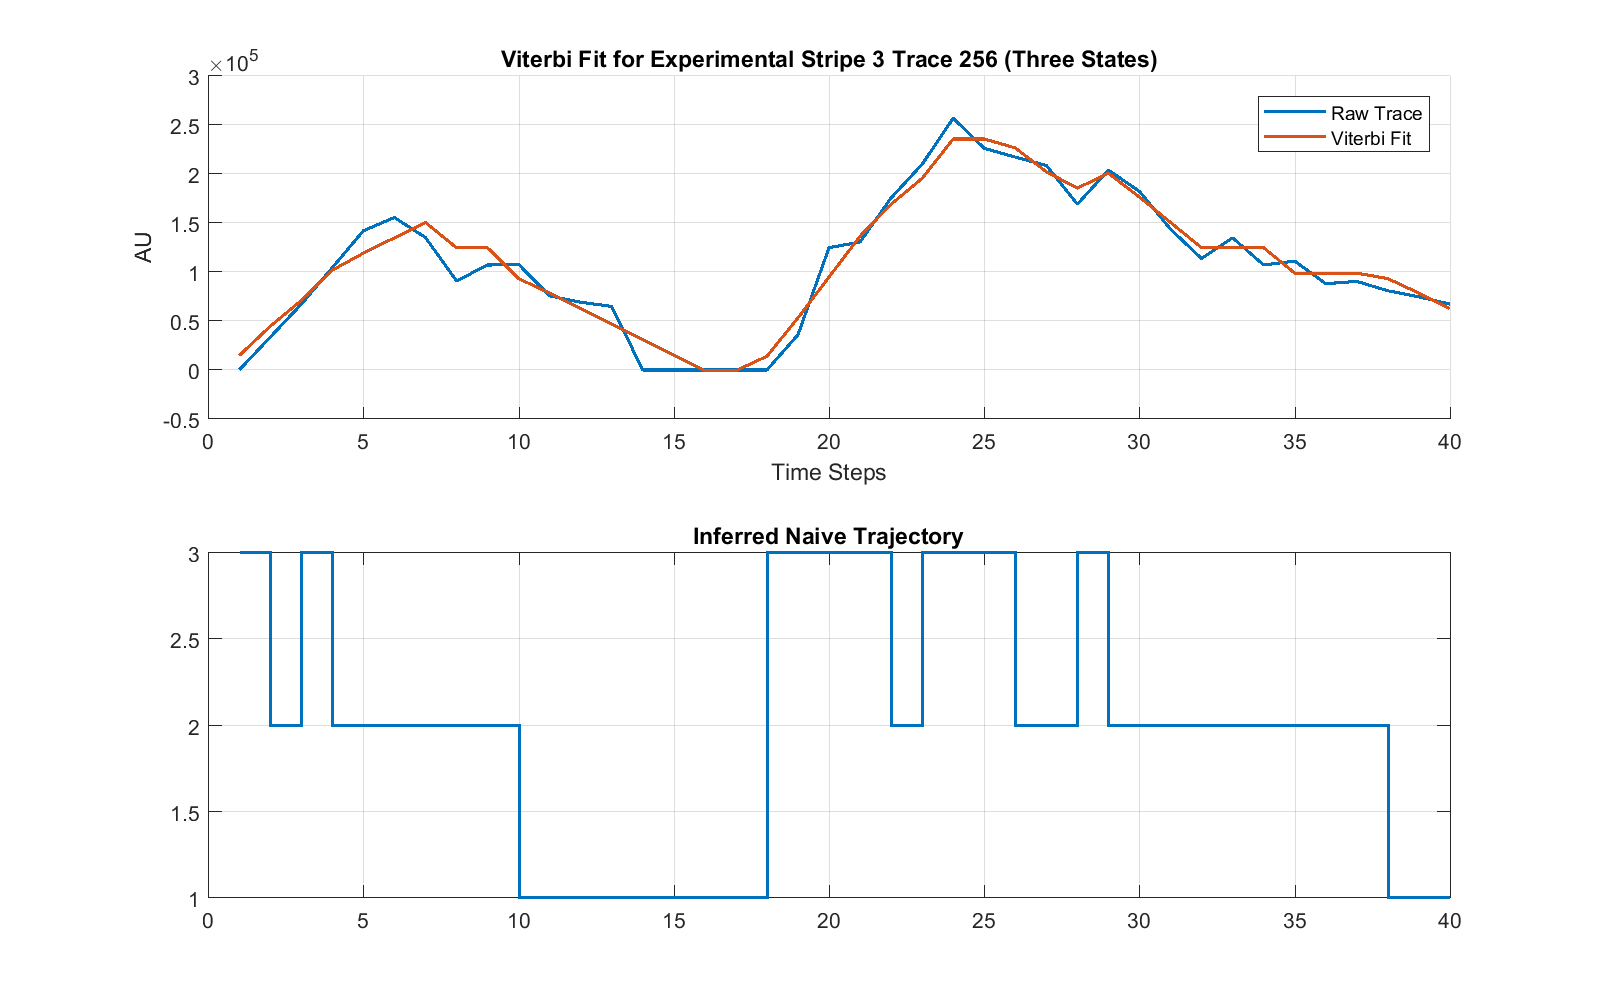 Viterbi Fit for Experimental Stripe 3 Trace 256 (Three States)
×10^5
3
2.5
2
1.5
1
0.5
0
-0.5
AU
Raw Trace
Viterbi Fit
0 5 10 15 20 25 30 35 40
Time Steps
Inferred Naive Trajectory
3
2.5
2
1.5
1
0 5 10 15 20 25 30 35 40